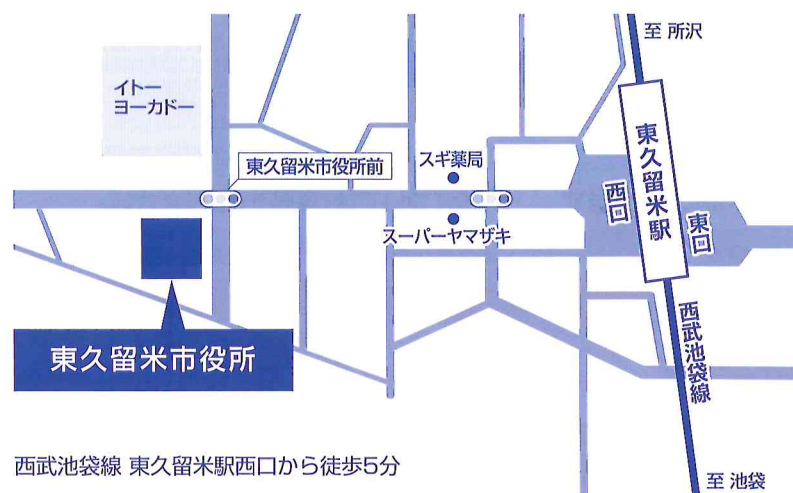 至 所沢
イトー
ヨーカドー
東久留米市役所前
スギ薬局
東久留米駅
西口
東口
スーパーヤマザキ
東久留米市役所
西武池袋線
西武池袋線 東久留米駅西口から徒歩5分
至 池袋